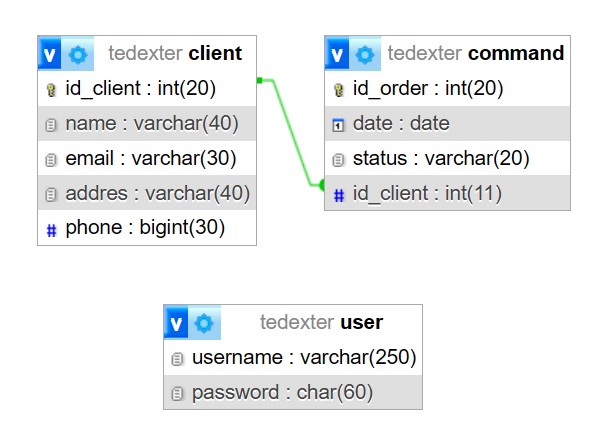 v tedexter client
id_client : int(20)
name : varchar(40)
email : varchar(30)
addres : varchar(40)
# phone : bigint(30)
v tedexter command
id_order : int(20)
date : date
status : varchar(20)
# id_client : int(11)
v tedexter user
username : varchar(250)
password : char(60)